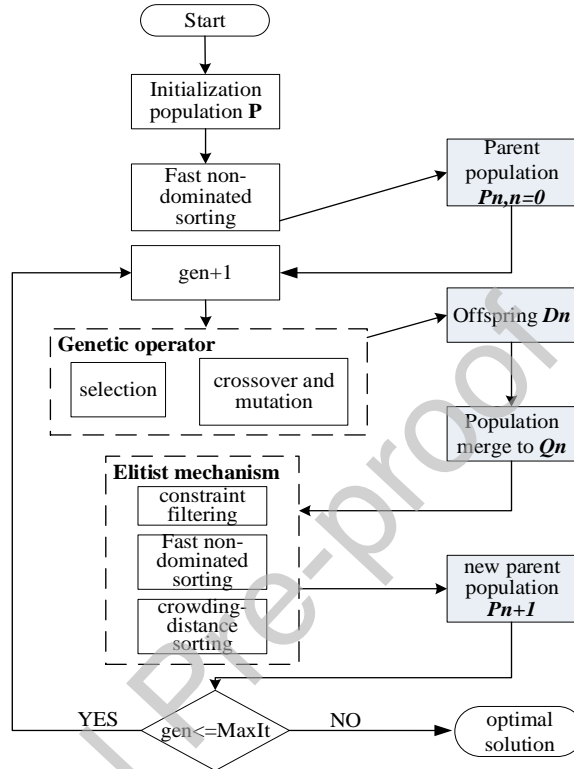 Start
Initialization
population P
Fast non-
dominated
sorting
Parent
population
Pn,n=0
gen+1
Genetic operator
selection
crossover and
mutation
Offspring Dn
Population
merge to Qn
Elitist mechanism
constraint
filtering
Fast non-
dominated
sorting
crowding-
distance
sorting
new parent
population
Pn+1
YES
gen<=MaxIt
NO
optimal
solution
l Pre-proof